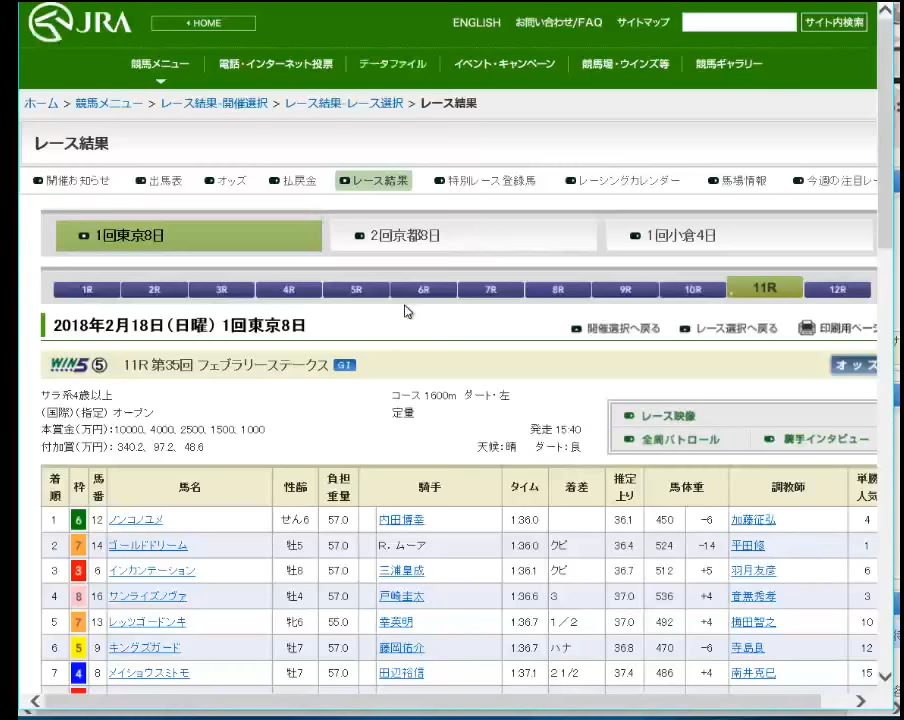 JRA HOME ENGLISH お問い合わせ/FAQ サイトマップ サイト内検索
競馬メニュー 電話・インターネット投票 データファイル イベント・キャンペーン 競馬場・ウインズ等 競馬ギャラリー
ホーム > 競馬メニュー > レース結果-開催選択 > レース結果-レース選択 > レース結果
レース結果
開催お知らせ 出馬表 オッズ 払戻金 レース結果 特別レース登録馬 レーシングカレンダー 馬場情報 今週の注目レー
1回東京8日 2回京都8日 1回小倉4日
1R 2R 3R 4R 5R 6R 7R 8R 9R 10R 11R 12R
2018年2月18日(日曜) 1回東京8日 開催選択へ戻る レース選択へ戻る 印刷用ペー
WIN5 ⑤ 11R 第35回 フェブラリーステークス GI オッズ
サラ系4歳以上 コース 1600m ダート・左
(国際)(指定) オープン 定量 レース映像
本賞金(万円):10000、4000、2500、1500、1000 発走 15:40
付加賞(万円): 340.2、97.2、48.6 天候:晴 ダート:良 全周パトロール 騎手インタビュー
着順 枠 馬番 馬名 性齢 負担重量 騎手 タイム 着差 推定上り 馬体重 調教師 単勝人気
1 6 12 ノンコノユメ せん6 57.0 内田博幸 1:36.0 36.1 450 -6 加藤征弘 4
2 7 14 ゴールドドリーム 牡5 57.0 R. ムーア 1:36.0 クビ 36.4 524 -14 平田修 1
3 3 6 インカンテーション 牡8 57.0 三浦皇成 1:36.1 クビ 36.7 512 +5 羽月友彦 6
4 8 16 サンライズノヴァ 牡4 57.0 戸崎圭太 1:36.6 3 37.0 536 +4 音無秀孝 3
5 7 13 レッツゴードンキ 牝6 55.0 幸英明 1:36.7 1/2 37.0 492 +4 梅田智之 10
6 5 9 キングズガード 牡7 57.0 藤岡佑介 1:36.7 ハナ 36.8 470 -6 寺島良 12
7 4 8 メイショウスミトモ 牡7 57.0 田辺裕信 1:37.1 2 1/2 37.4 486 +4 南井克巳 15